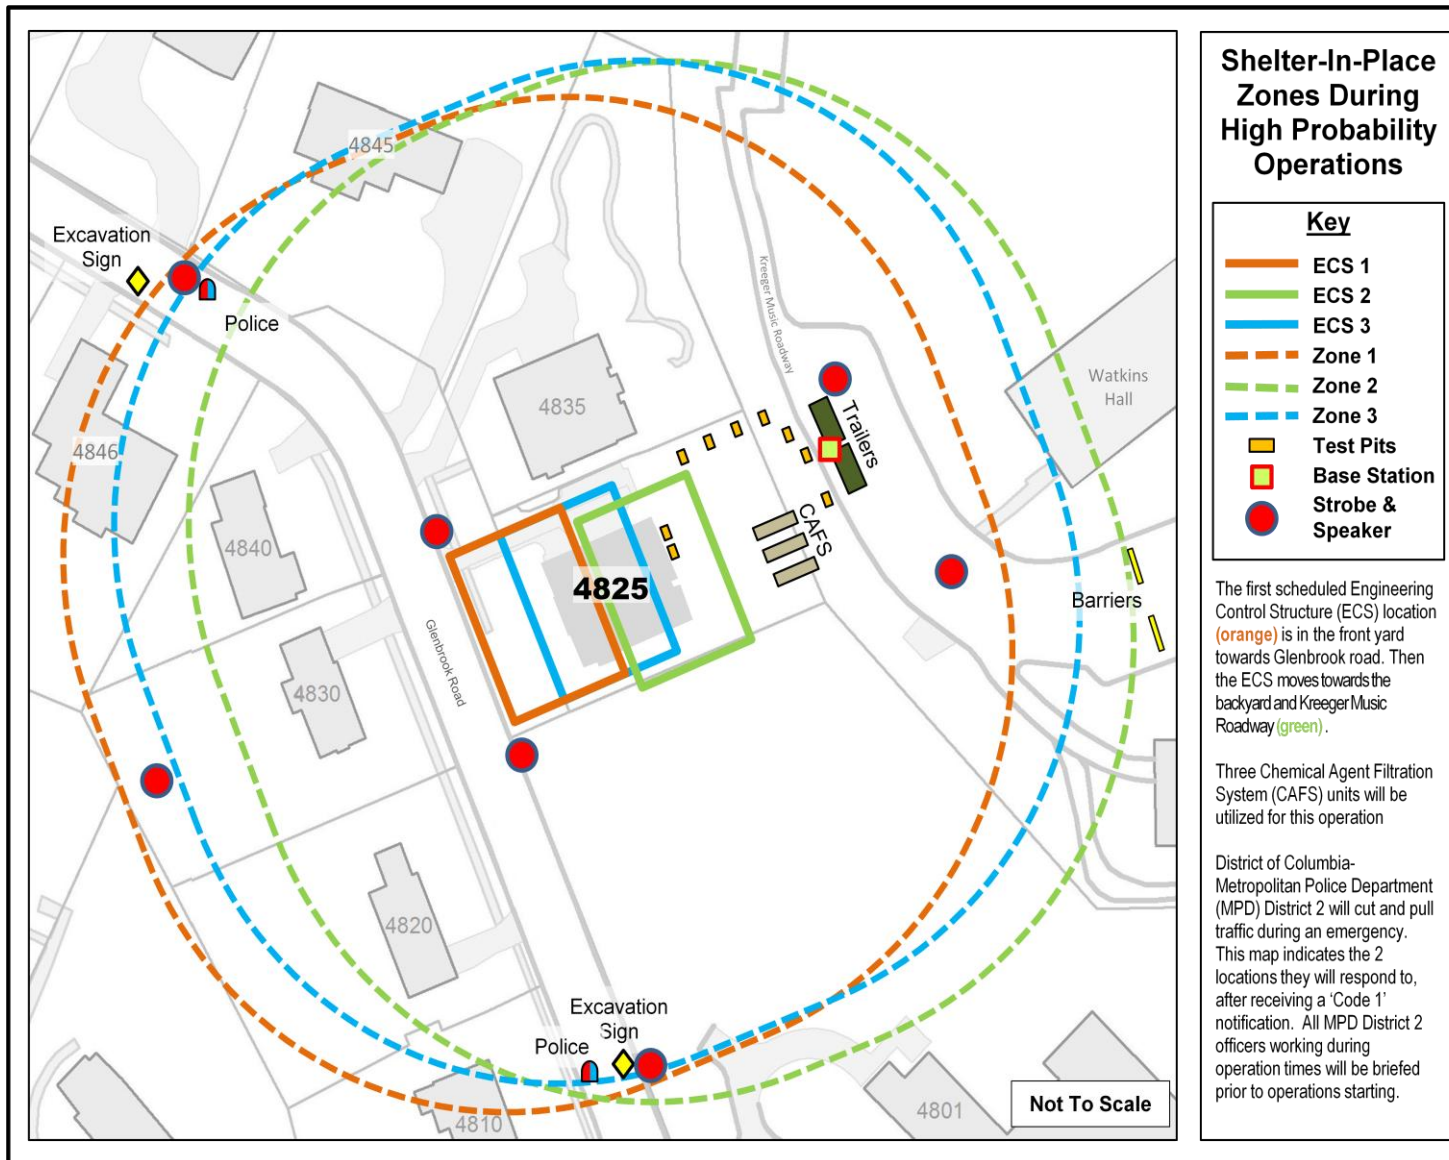 Shelter-In-Place
Zones During
High Probability
Operations
Key
ECS 1
ECS 2
ECS 3
Zone 1
Zone 2
Zone 3
Test Pits
Base Station
Strobe &
Speaker
The first scheduled Engineering
Control Structure (ECS) location
(orange) is in the front yard
towards Glenbrook road. Then
the ECS moves towards the
backyard and Kreeger Music
Roadway (green) .
Three Chemical Agent Filtration
System (CAFS) units will be
utilized for this operation
District of Columbia-
Metropolitan Police Department
(MPD) District 2 will cut and pull
traffic during an emergency.
This map indicates the 2
locations they will respond to,
after receiving a ‘Code 1’
notification. All MPD District 2
officers working during
operation times will be briefed
prior to operations starting.
4845
Excavation
Sign
Police
Kreeger Music Roadway
Watkins
Hall
4835
Trailers
4846
CAFS
4840
4825
Barriers
Glenbrook Road
4830
4820
Excavation
Sign
Police
4810
4801
Not To Scale